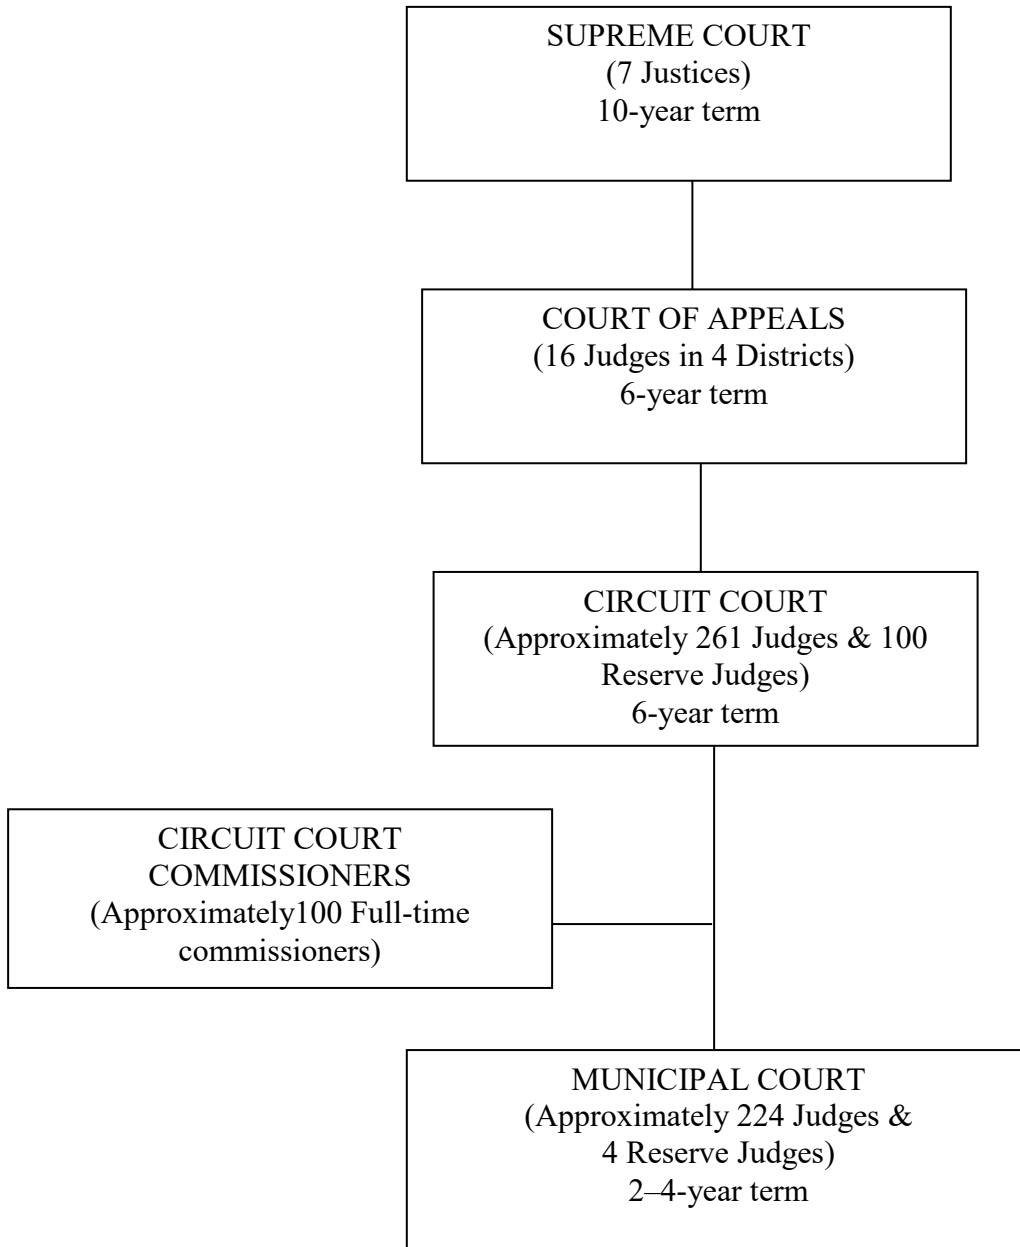 SUPREME COURT
(7 Justices)
10-year term
COURT OF APPEALS
(16 Judges in 4 Districts)
6-year term
CIRCUIT COURT
(Approximately 261 Judges & 100
Reserve Judges)
6-year term
CIRCUIT COURT
COMMISSIONERS
(Approximately100 Full-time
commissioners)
MUNICIPAL COURT
(Approximately 224 Judges &
4 Reserve Judges)
2–4-year term